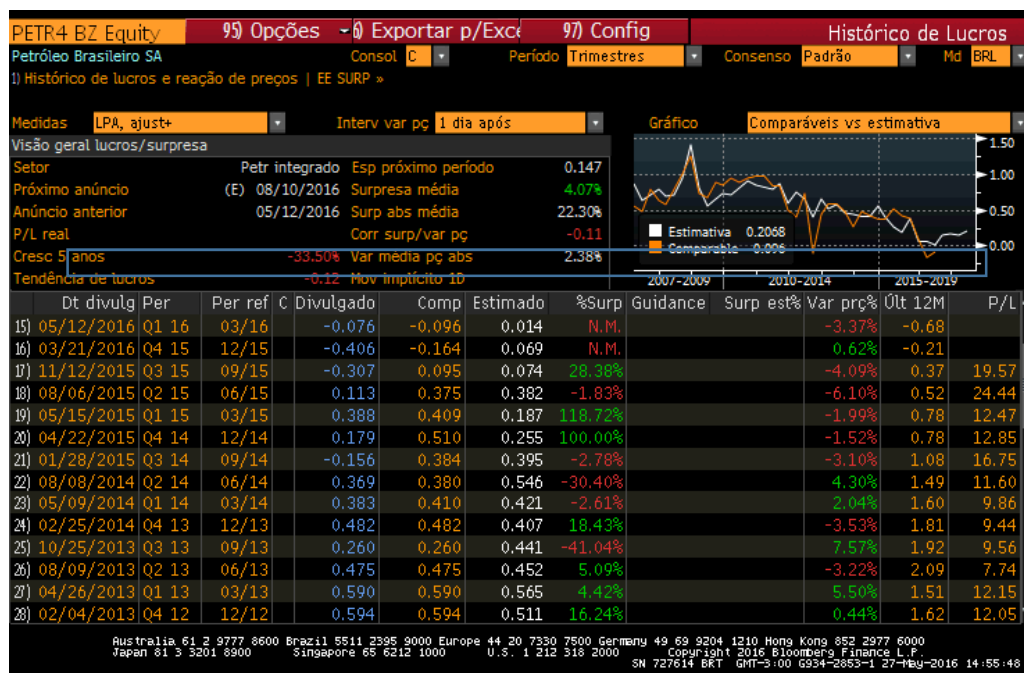 PETR4 BZ Equity 95) Opções 6) Exportar p/Exce 97) Config Histórico de Lucros
Petróleo Brasileiro SA Consol C Período Trimestres Consenso Padrão Md BRL
1) Histórico de lucros e reação de preços | EE SURP »
Medidas LPA, ajust+ Interv var pç 1 dia após Gráfico Comparáveis vs estimativa
Visão geral lucros/surpresa
Setor Petr integrado Esp próximo período 0.147
Próximo anúncio (E) 08/10/2016 Surpresa média 4.07%
Anúncio anterior 05/12/2016 Surp abs média 22.30%
P/L real Corr surp/var pç -0.11
Cresc 5 anos -33.50% Var média pç abs 2.38%
Tendência de lucros -0.12 Mov implícito 1D
1.50
1.00
0.50
0.00
Estimativa 0.2068
Comparable 0.096
2007-2009 2010-2014 2015-2019
Dt divulg Per Per ref C Divulgado Comp Estimado %Surp Guidance Surp est% Var prç% Últ 12M P/L
15) 05/12/2016 Q1 16 03/16 -0.076 -0.096 0.014 N.M. -3.37% -0.68
16) 03/21/2016 Q4 15 12/15 -0.406 -0.164 0.069 N.M. 0.62% -0.21
17) 11/12/2015 Q3 15 09/15 -0.307 0.095 0.074 28.38% -4.09% 0.37 19.57
18) 08/06/2015 Q2 15 06/15 0.113 0.375 0.382 -1.83% -6.10% 0.52 24.44
19) 05/15/2015 Q1 15 03/15 0.388 0.409 0.187 118.72% -1.99% 0.78 12.47
20) 04/22/2015 Q4 14 12/14 0.179 0.510 0.255 100.00% -1.52% 0.78 12.85
21) 01/28/2015 Q3 14 09/14 -0.156 0.384 0.395 -2.78% -3.10% 1.08 16.75
22) 08/08/2014 Q2 14 06/14 0.369 0.380 0.546 -30.40% 4.30% 1.49 11.60
23) 05/09/2014 Q1 14 03/14 0.383 0.410 0.421 -2.61% 2.04% 1.60 9.86
24) 02/25/2014 Q4 13 12/13 0.482 0.482 0.407 18.43% -3.53% 1.81 9.44
25) 10/25/2013 Q3 13 09/13 0.260 0.260 0.441 -41.04% 7.57% 1.92 9.56
26) 08/09/2013 Q2 13 06/13 0.475 0.475 0.452 5.09% -3.22% 2.09 7.74
27) 04/26/2013 Q1 13 03/13 0.590 0.590 0.565 4.42% 5.50% 1.51 12.15
28) 02/04/2013 Q4 12 12/12 0.594 0.594 0.511 16.24% 0.44% 1.62 12.05
Australia 61 2 9777 8600 Brazil 5511 2395 9000 Europe 44 20 7330 7500 Germany 49 69 9204 1210 Hong Kong 852 2977 6000
Japan 81 3 3201 8900 Singapore 65 6212 1000 U.S. 1 212 318 2000 Copyright 2016 Bloomberg Finance L.P.
SN 727614 BRT GMT-3:00 G934-2853-1 27-May-2016 14:55:48